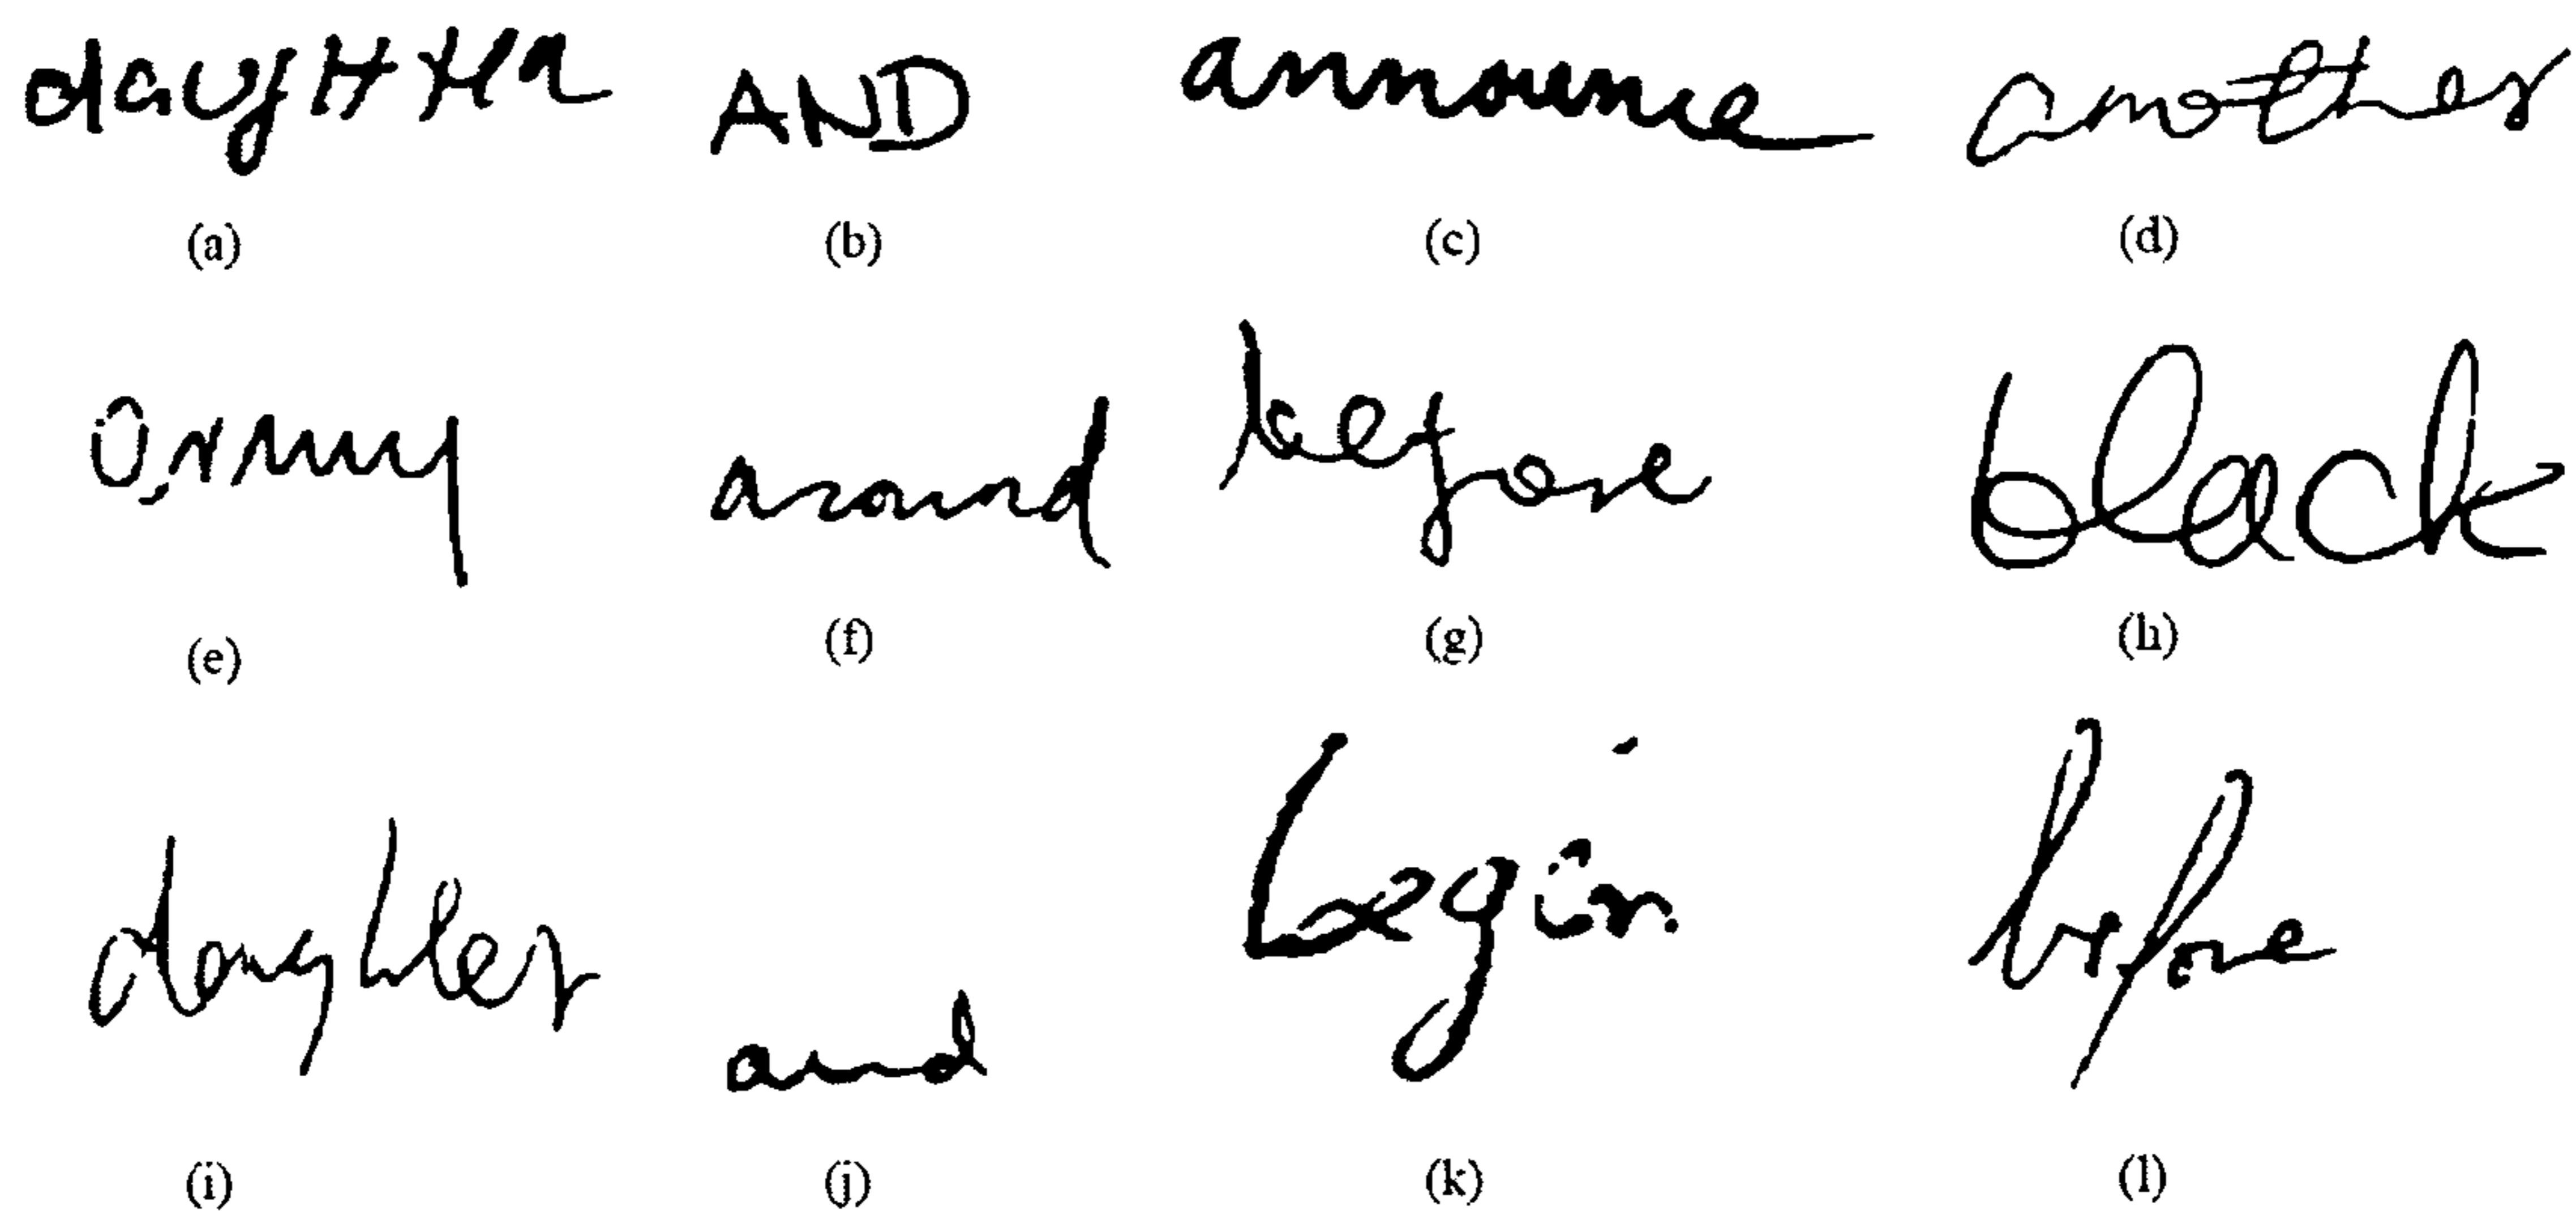 daughter AND announce another
(a) (b) (c) (d)
army around before black
(e) (f) (g) (h)
daughter and begin before
(i) (j) (k) (l)